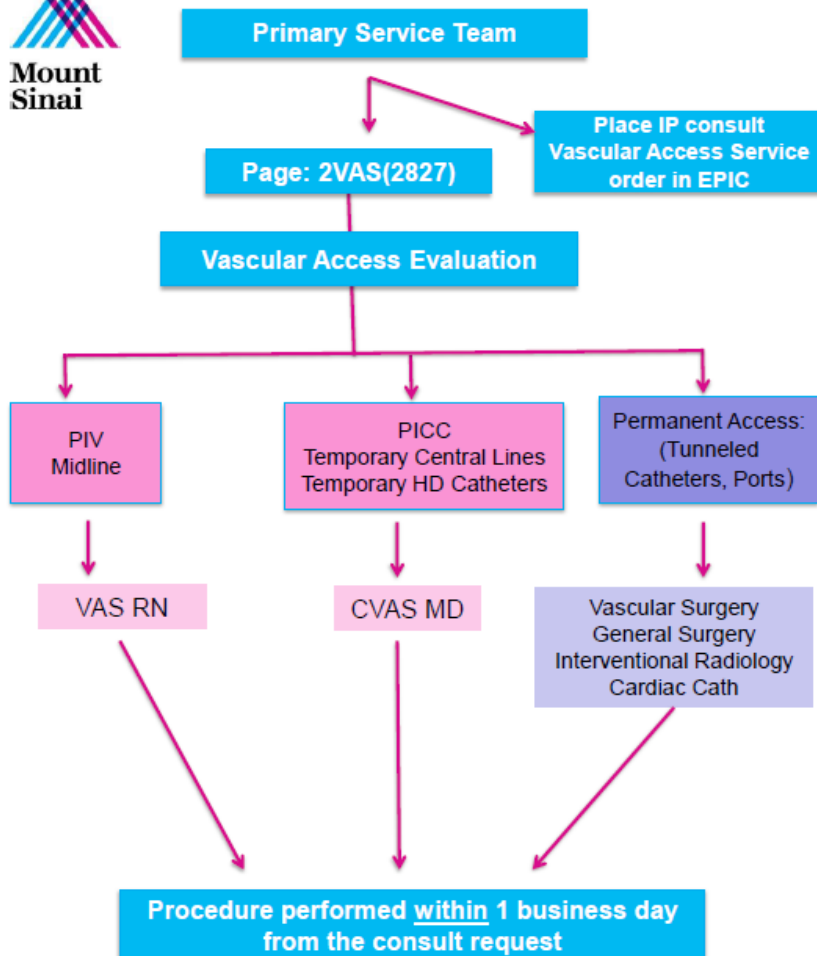 Mount
Sinai
Primary Service Team
Place IP consult
Vascular Access Service
order in EPIC
Page: 2VAS(2827)
Vascular Access Evaluation
PIV
Midline
PICC
Temporary Central Lines
Temporary HD Catheters
Permanent Access:
(Tunneled
Catheters, Ports)
VAS RN
CVAS MD
Vascular Surgery
General Surgery
Interventional Radiology
Cardiac Cath
Procedure performed within 1 business day
from the consult request